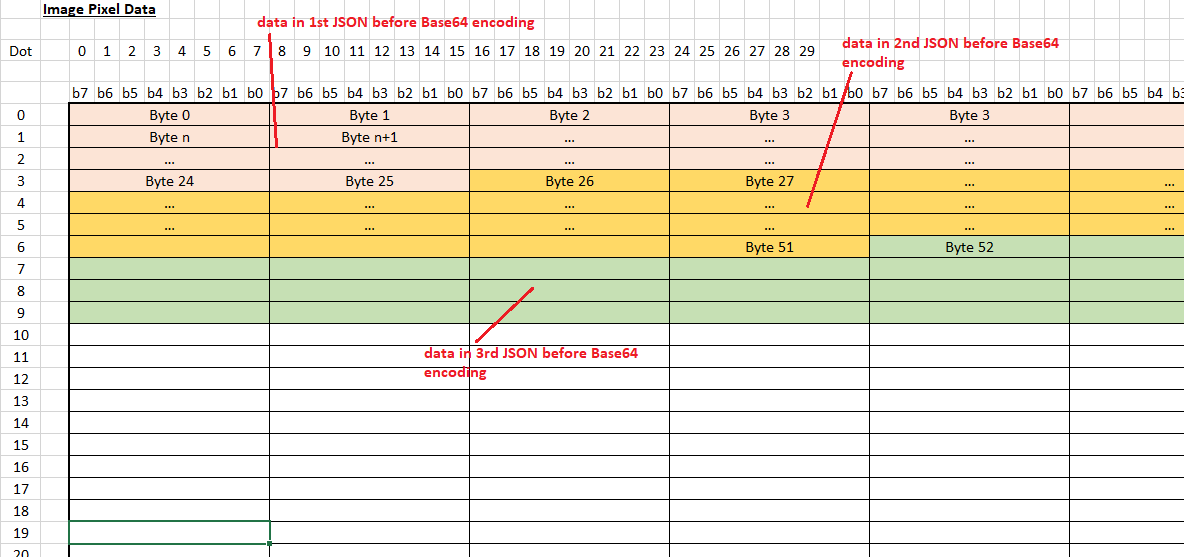 Image Pixel Data
data in 1st JSON before Base64 encoding
Dot 0 1 2 3 4 5 6 7 8 9 10 11 12 13 14 15 16 17 18 19 20 21 22 23 24 25 26 27 28 29
data in 2nd JSON before Base64
encoding
b7 b6 b5 b4 b3 b2 b1 b0 b7 b6 b5 b4 b3 b2 b1 b0 b7 b6 b5 b4 b3 b2 b1 b0 b7 b6 b5 b4 b3 b2 b1 b0 b7 b6 b5 b4 b3 b2 b1 b0 b7 b6 b5 b4 b3
0 Byte 0 Byte 1 Byte 2 Byte 3 Byte 3
1 Byte n Byte n+1 ... ... ...
2 ... ... ... ... ...
3 Byte 24 Byte 25 Byte 26 Byte 27 ... ...
4 ... ... ... ... ... ...
5 ... ... ... ... ... ...
6 Byte 51 Byte 52
7
8
9
10
data in 3rd JSON before Base64
11
encoding
12
13
14
15
16
17
18
19
20